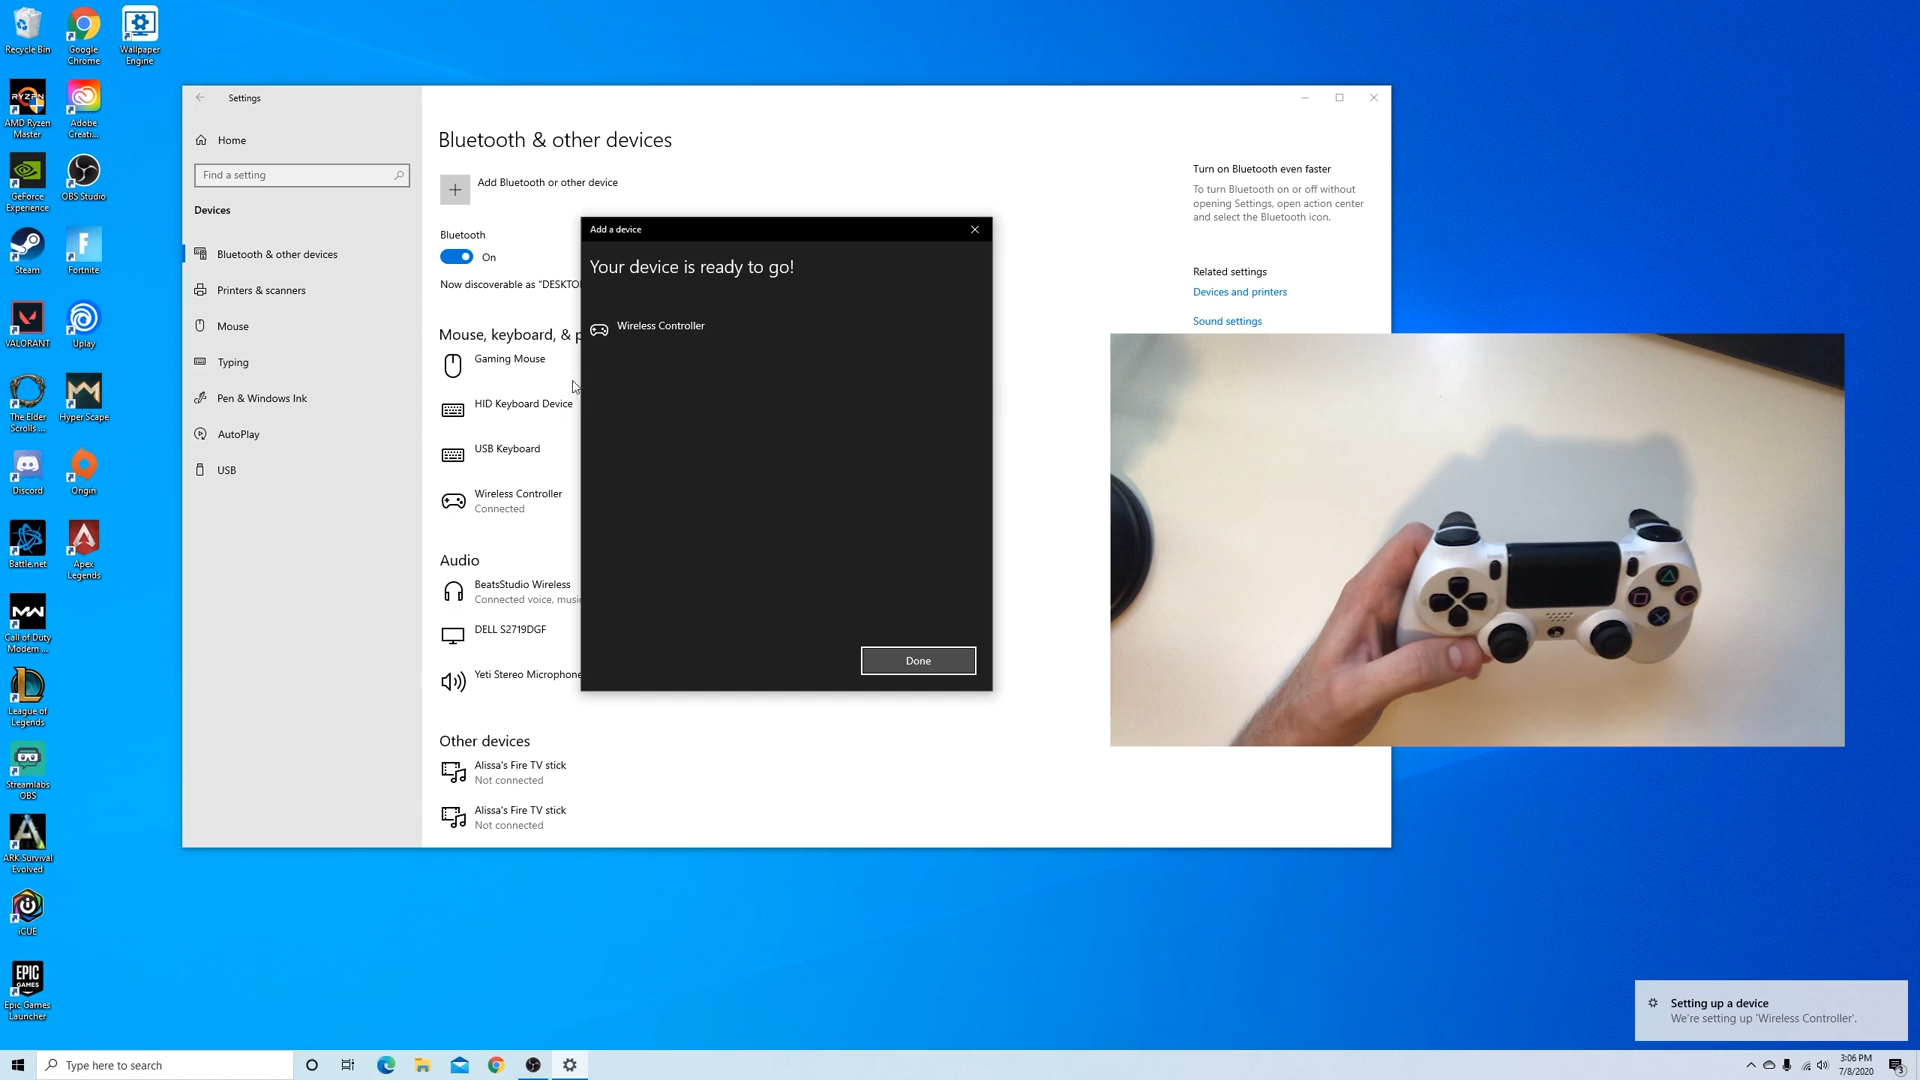 Recycle Bin
Google
Chrome
Wallpaper
Engine
RYZEN
AMD Ryzen
Master
Adobe
Creati...
GeForce
Experience
OBS Studio
Steam
Fortnite
VALORANT
Uplay
The Elder
Scrolls ...
Hyper Scape
Discord
Origin
Battle.net
Apex
Legends
MW
Call of Duty
Modern ...
League of
Legends
Streamlabs
OBS
ARK Survival
Evolved
iCUE
EPIC
GAMES
Epic Games
Launcher
Settings
Home
Find a setting
Devices
Bluetooth & other devices
Printers & scanners
Mouse
Typing
Pen & Windows Ink
AutoPlay
USB
Bluetooth & other devices
Add Bluetooth or other device
Bluetooth
On
Now discoverable as "DESKTO
Mouse, keyboard, & p
Gaming Mouse
HID Keyboard Device
USB Keyboard
Wireless Controller
Connected
Audio
BeatsStudio Wireless
Connected voice, musi
DELL S2719DGF
Yeti Stereo Microphone
Other devices
Alissa's Fire TV stick
Not connected
Alissa's Fire TV stick
Not connected
Add a device
Your device is ready to go!
Wireless Controller
Done
Turn on Bluetooth even faster
To turn Bluetooth on or off without
opening Settings, open action center
and select the Bluetooth icon.
Related settings
Devices and printers
Sound settings
Setting up a device
We're setting up 'Wireless Controller'.
Type here to search
3:06 PM
7/8/2020
3